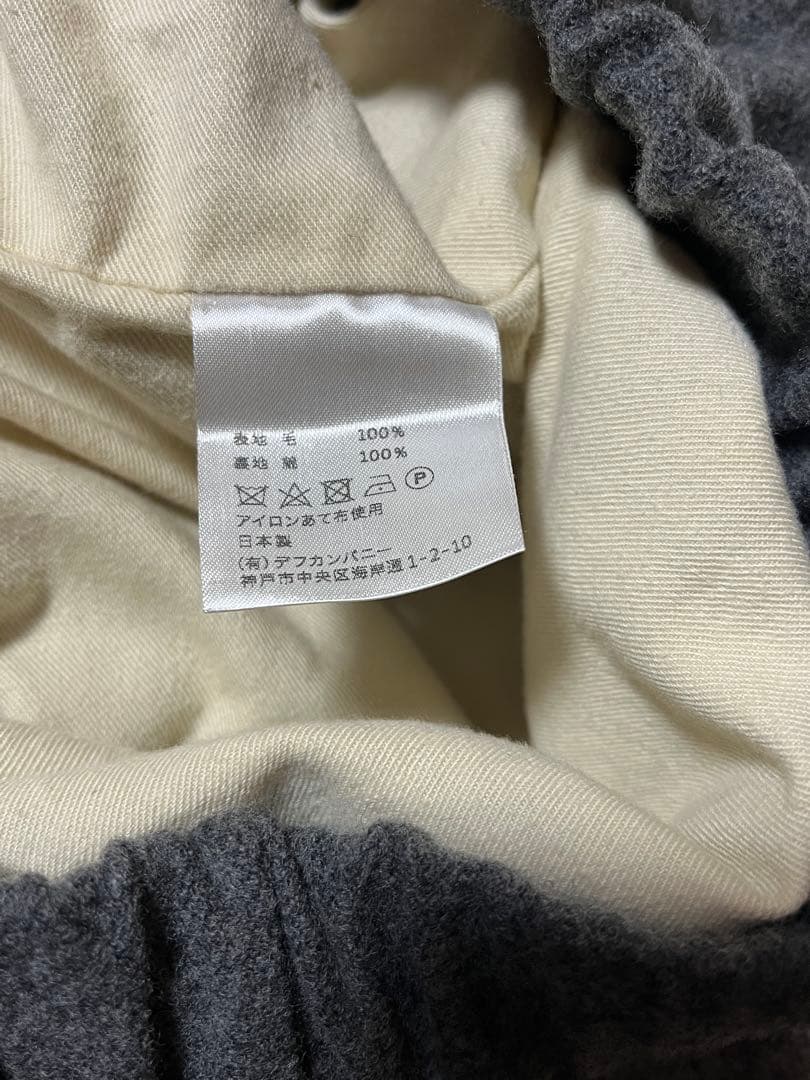 表地 毛 100%
裏地 綿 100%
P
アイロンあて布使用
日本製
(有)デフカンパニー
神戸市中央区海岸通1-2-10